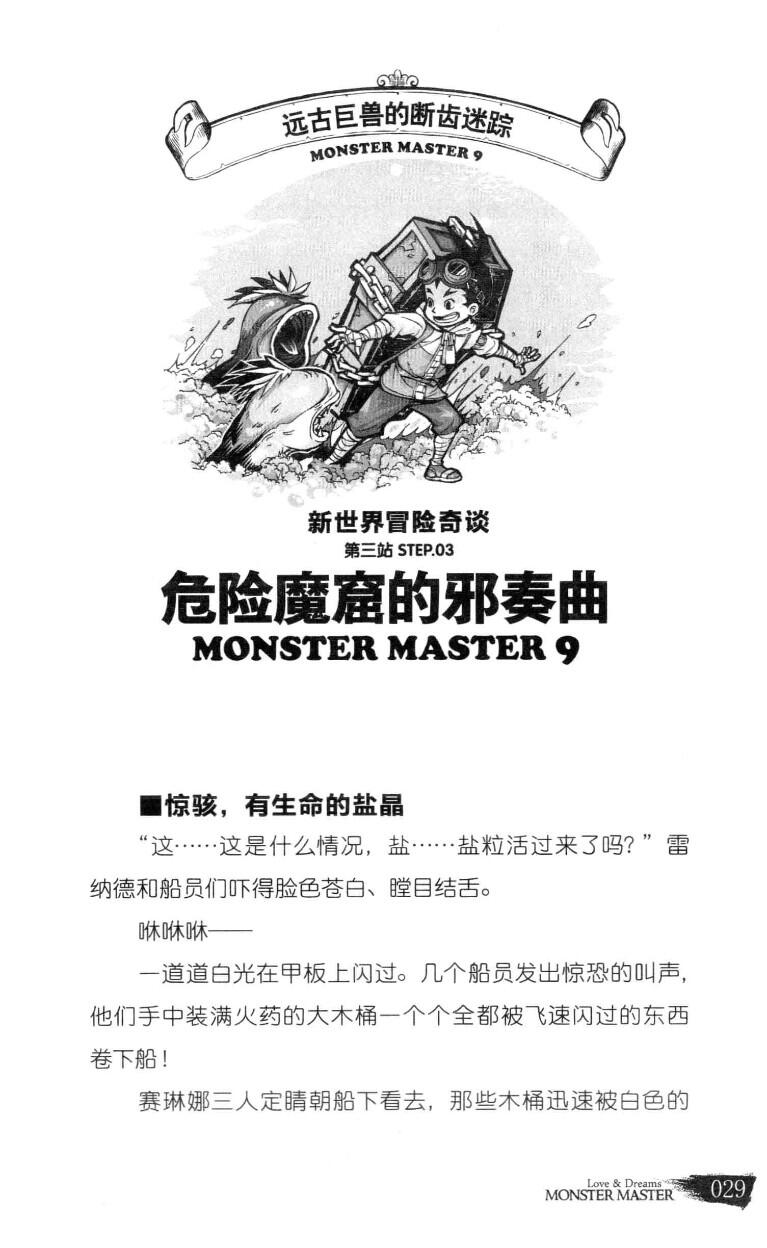 远古巨兽的断齿迷踪
MONSTER MASTER 9
新世界冒险奇谈
第三站 STEP.03
危险魔窟的邪奏曲
MONSTER MASTER 9
■惊骇，有生命的盐晶
“这……这是什么情况，盐……盐粒活过来了吗？”雷
纳德和船员们吓得脸色苍白、瞠目结舌。
咻咻咻——
一道道白光在甲板上闪过。几个船员发出惊恐的叫声，
他们手中装满火药的大木桶一个个全都被飞速闪过的东西
卷下船！
赛琳娜三人定睛朝船下看去，那些木桶迅速被白色的
Love & Dreams
MONSTER MASTER
029